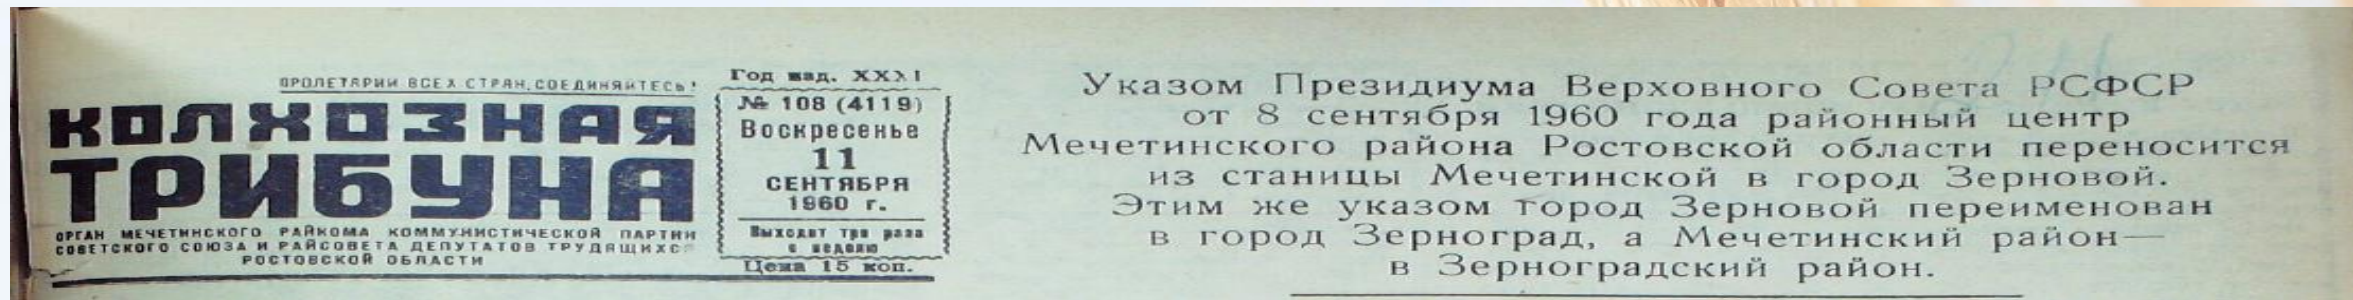 ПРОЛЕТАРИИ ВСЕХ СТРАН, СОЕДИНЯЙТЕСЬ!
КОЛХОЗНАЯ
ТРИБУНА
ОРГАН МЕЧЕТИНСКОГО РАЙКОМА КОММУНИСТИЧЕСКОЙ ПАРТИИ
СОВЕТСКОГО СОЮЗА И РАЙСОВЕТА ДЕПУТАТОВ ТРУДЯЩИХСЯ
РОСТОВСКОЙ ОБЛАСТИ
Год изд. XXXI
№ 108 (4119)
Воскресенье
11
СЕНТЯБРЯ
1960 г.
Выходит три раза
в неделю
Цена 15 коп.
Указом Президиума Верховного Совета РСФСР
от 8 сентября 1960 года районный центр
Мечетинского района Ростовской области переносится
из станицы Мечетинской в город Зерновой.
Этим же указом город Зерновой переименован
в город Зерноград, а Мечетинский район—
в Зерноградский район.